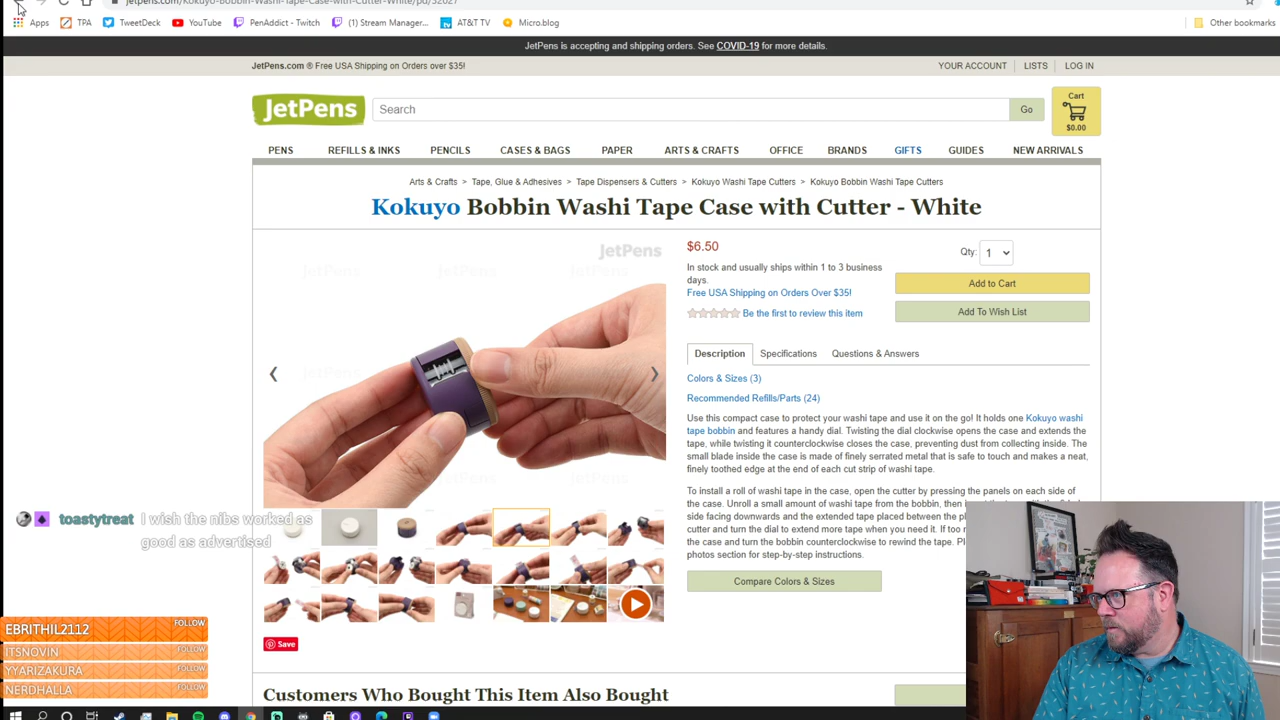 jetpens.com/Kokuyo-Bobbin-Washi-Tape-Case-with-Cutter-White/pd/32027
Apps TPA TweetDeck YouTube PenAddict - Twitch (1) Stream Manager... AT&T TV Micro.blog Other bookmarks
JetPens is accepting and shipping orders. See COVID-19 for more details.
JetPens.com ® Free USA Shipping on Orders over $35! YOUR ACCOUNT LISTS LOG IN
JetPens Search Go Cart
$0.00
PENS REFILLS & INKS PENCILS CASES & BAGS PAPER ARTS & CRAFTS OFFICE BRANDS GIFTS GUIDES NEW ARRIVALS
Arts & Crafts > Tape, Glue & Adhesives > Tape Dispensers & Cutters > Kokuyo Washi Tape Cutters > Kokuyo Bobbin Washi Tape Cutters
Kokuyo Bobbin Washi Tape Case with Cutter - White
JetPens
$6.50
Qty: 1
In stock and usually ships within 1 to 3 business
days.
Free USA Shipping on Orders Over $35!
Be the first to review this item
Add to Cart
Add To Wish List
Description Specifications Questions & Answers
Colors & Sizes (3)
Recommended Refills/Parts (24)
Use this compact case to protect your washi tape and use it on the go! It holds one Kokuyo washi
tape bobbin and features a handy dial. Twisting the dial clockwise opens the case and extends the
tape, while twisting it counterclockwise closes the case, preventing dust from collecting inside. The
small blade inside the case is made of finely serrated metal that is safe to touch and makes a neat,
finely toothed edge at the end of each cut strip of washi tape.
To install a roll of washi tape in the case, open the cutter by pressing the panels on each side of
the case. Unroll a small amount of washi tape from the bobbin, then
side facing downwards and the extended tape placed between the
cutter and turn the dial to extend more tape when you need it. If too
the case and turn the bobbin counterclockwise to rewind the tape.
photos section for step-by-step instructions.
Compare Colors & Sizes
toastytreat I wish the nibs worked as
good as advertised
EBRITHIL2112 FOLLOW
ITSNOVIN FOLLOW
YYARIZAKURA FOLLOW
NERDHALLA FOLLOW
Save
Customers Who Bought This Item Also Bought